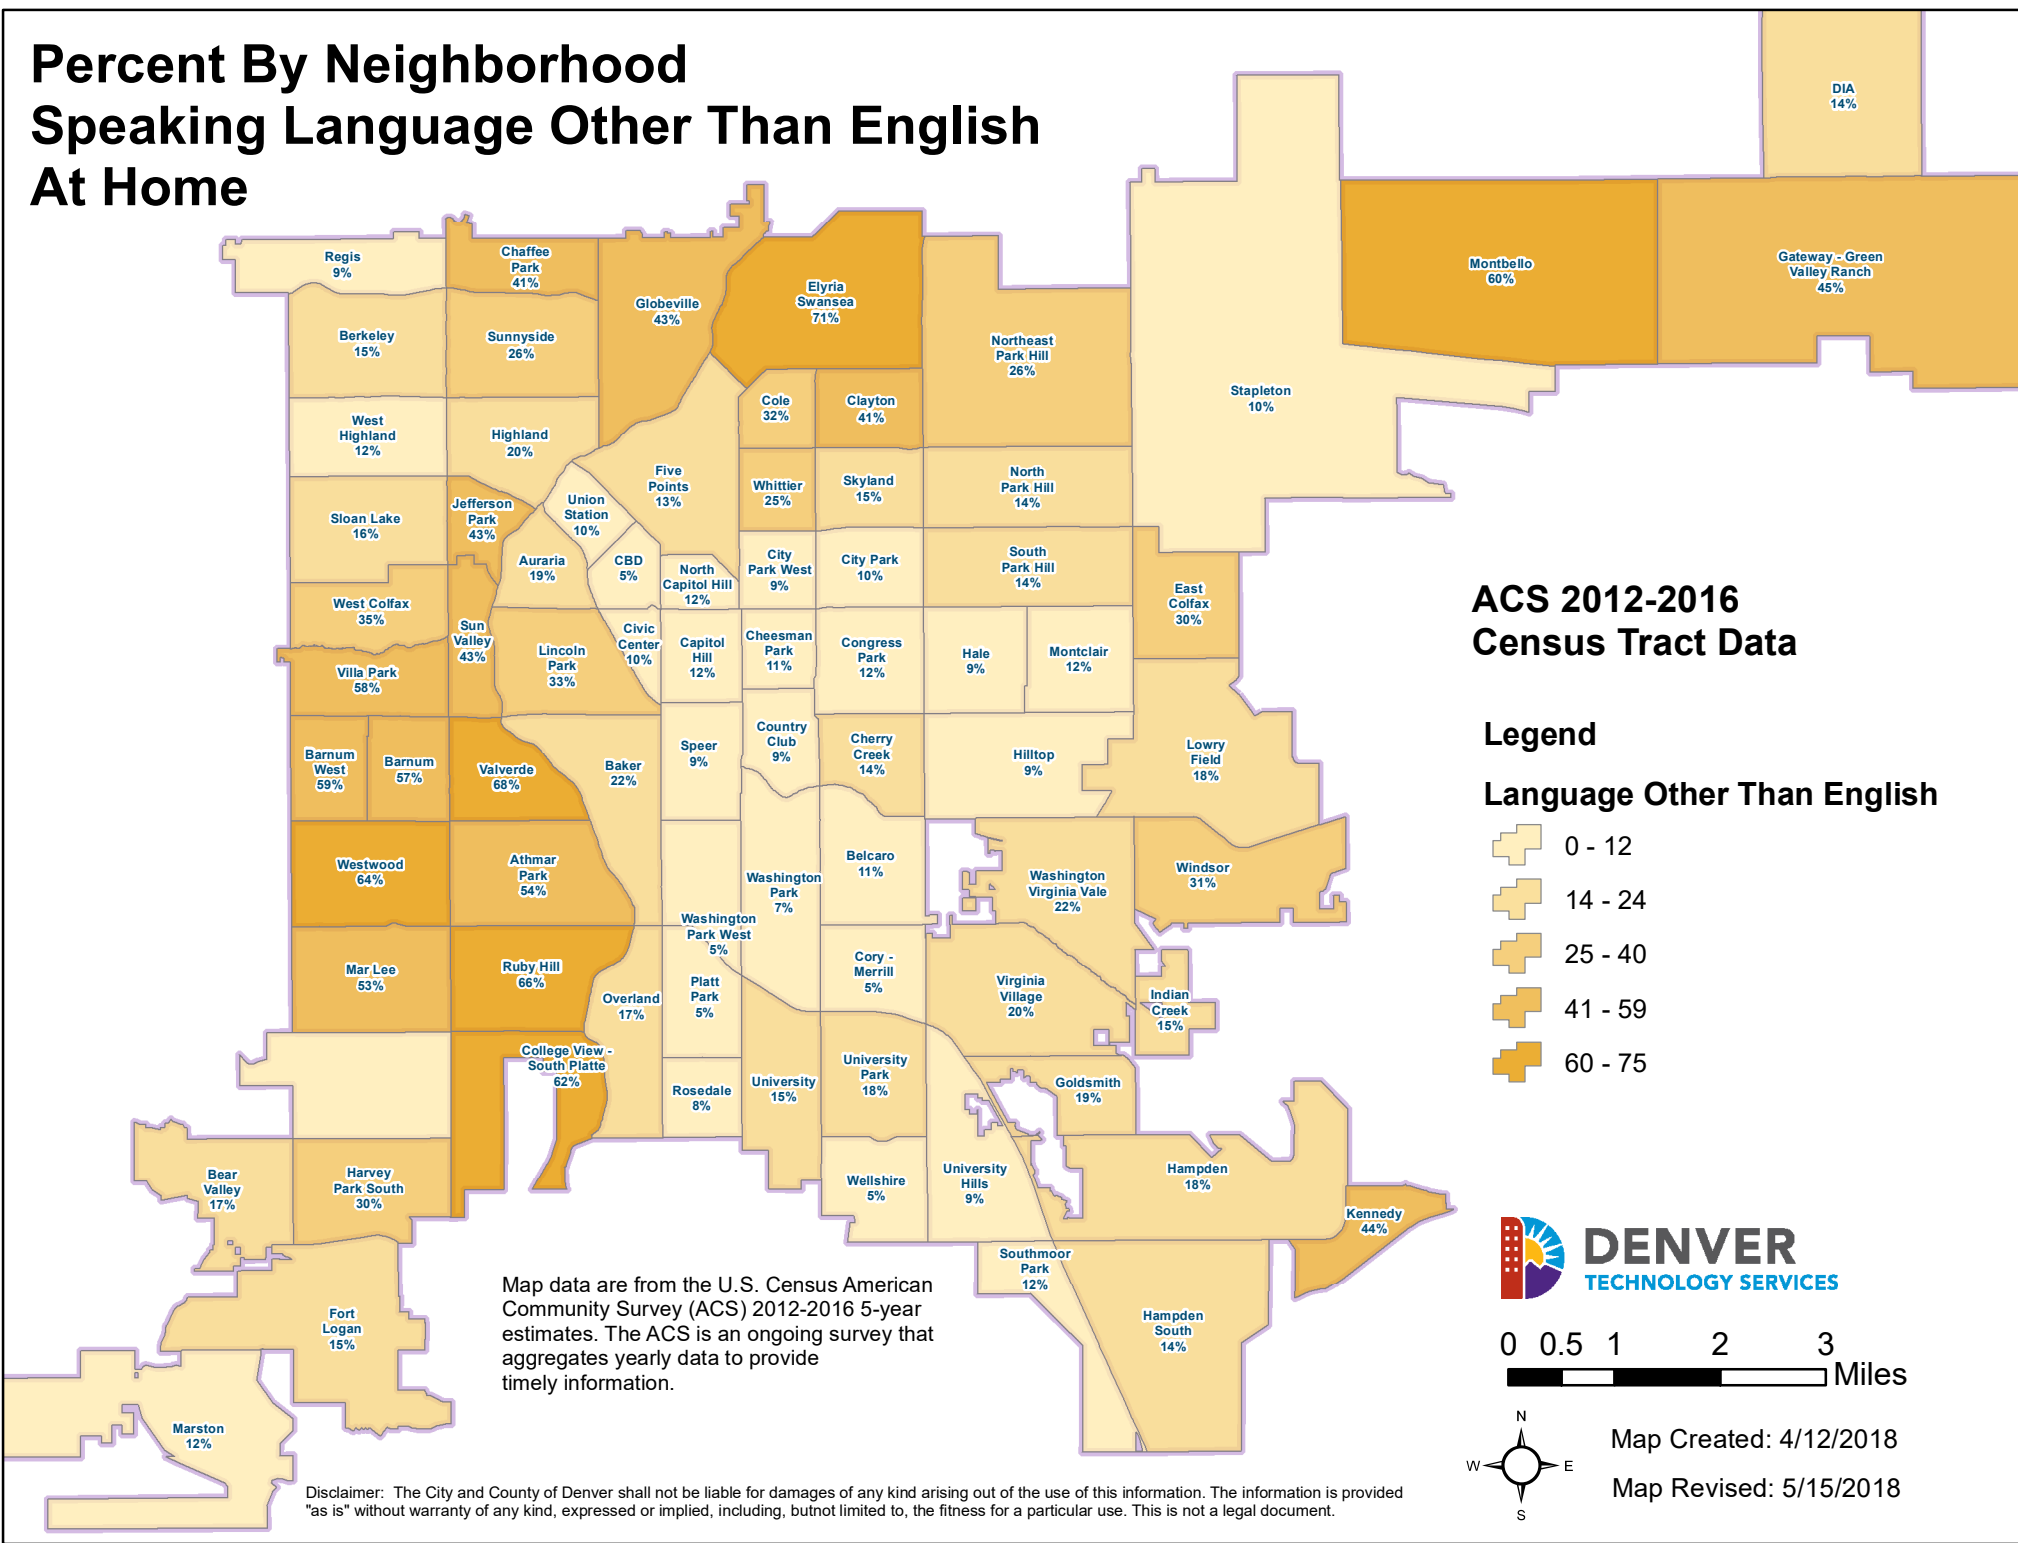 Percent By Neighborhood
Speaking Language Other Than English
At Home
DIA
14%
Regis
9%
Chaffee
Park
41%
Globeville
43%
Elyria
Swansea
71%
Montbello
60%
Gateway - Green
Valley Ranch
45%
Berkeley
15%
Sunnyside
26%
Northeast
Park Hill
26%
Stapleton
10%
West
Highland
12%
Highland
20%
Cole
32%
Clayton
41%
Five
Points
13%
Whittier
25%
Skyland
15%
North
Park Hill
14%
Sloan Lake
16%
Jefferson
Park
43%
Union
Station
10%
Auraria
19%
CBD
5%
North
Capitol Hill
12%
City
Park West
9%
City Park
10%
South
Park Hill
14%
East
Colfax
30%
West Colfax
35%
Sun
Valley
43%
Lincoln
Park
33%
Civic
Center
10%
Capitol
Hill
12%
Cheesman
Park
11%
Congress
Park
12%
Hale
9%
Montclair
12%
Villa Park
58%
Barnum
West
59%
Barnum
57%
Valverde
68%
Baker
22%
Speer
9%
Country
Club
9%
Cherry
Creek
14%
Hilltop
9%
Lowry
Field
18%
Westwood
64%
Athmar
Park
54%
Washington
Park West
5%
Washington
Park
7%
Belcaro
11%
Washington
Virginia Vale
22%
Windsor
31%
Mar Lee
53%
Ruby Hill
66%
Overland
17%
Platt
Park
5%
Cory -
Merrill
5%
Virginia
Village
20%
Indian
Creek
15%
College View -
South Platte
62%
Rosedale
8%
University
15%
University
Park
18%
Goldsmith
19%
Bear
Valley
17%
Harvey
Park South
30%
Wellshire
5%
University
Hills
9%
Hampden
18%
Kennedy
44%
Southmoor
Park
12%
Hampden
South
14%
Fort
Logan
15%
Marston
12%
ACS 2012-2016
Census Tract Data
Legend
Language Other Than English
0 - 12
14 - 24
25 - 40
41 - 59
60 - 75
DENVER
TECHNOLOGY SERVICES
0 0.5 1 2 3
Miles
N
W E
S
Map Created: 4/12/2018
Map Revised: 5/15/2018
Map data are from the U.S. Census American
Community Survey (ACS) 2012-2016 5-year
estimates. The ACS is an ongoing survey that
aggregates yearly data to provide
timely information.
Disclaimer: The City and County of Denver shall not be liable for damages of any kind arising out of the use of this information. The information is provided
"as is" without warranty of any kind, expressed or implied, including, butnot limited to, the fitness for a particular use. This is not a legal document.